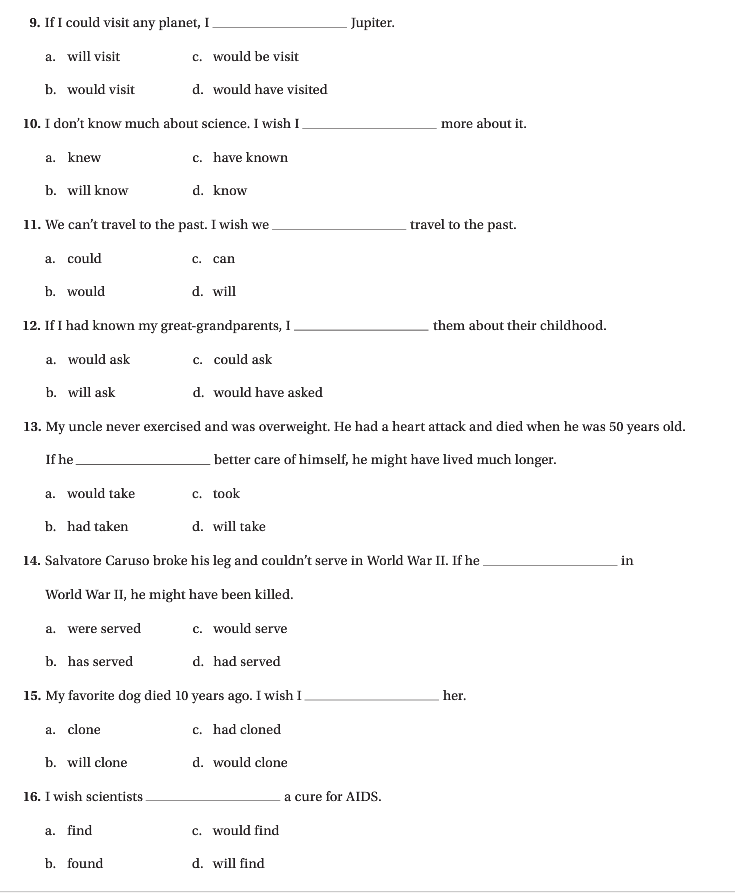 9. If I could visit any planet, I ____________________ Jupiter.
a. will visit c. would be visit
b. would visit d. would have visited
10. I don't know much about science. I wish I ____________________ more about it.
a. knew c. have known
b. will know d. know
11. We can't travel to the past. I wish we ____________________ travel to the past.
a. could c. can
b. would d. will
12. If I had known my great-grandparents, I ____________________ them about their childhood.
a. would ask c. could ask
b. will ask d. would have asked
13. My uncle never exercised and was overweight. He had a heart attack and died when he was 50 years old.
If he ____________________ better care of himself, he might have lived much longer.
a. would take c. took
b. had taken d. will take
14. Salvatore Caruso broke his leg and couldn't serve in World War II. If he ____________________ in
World War II, he might have been killed.
a. were served c. would serve
b. has served d. had served
15. My favorite dog died 10 years ago. I wish I ____________________ her.
a. clone c. had cloned
b. will clone d. would clone
16. I wish scientists ____________________ a cure for AIDS.
a. find c. would find
b. found d. will find